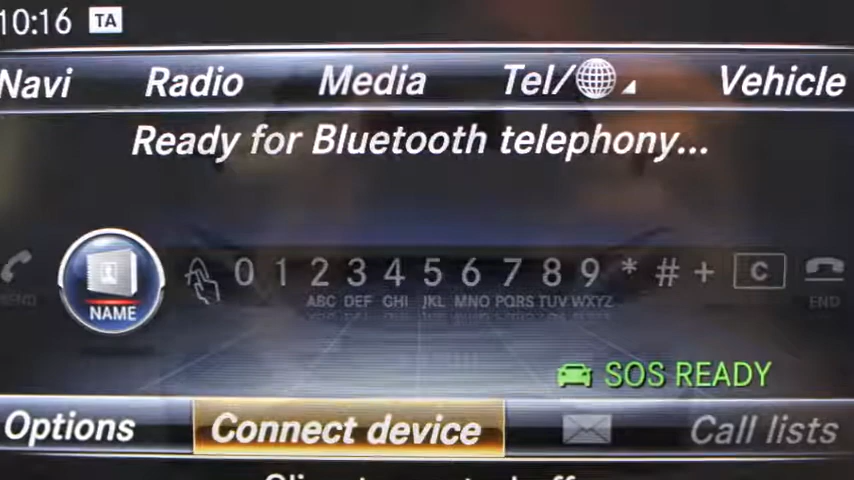 10:16 TA
Navi Radio Media Tel/ Vehicle
Ready for Bluetooth telephony...
0 1 2 3 4 5 6 7 8 9 * # + C
ABC DEF GHI JKL MNO PQRS TUV WXYZ
NAME END
SOS READY
Options Connect device Call lists